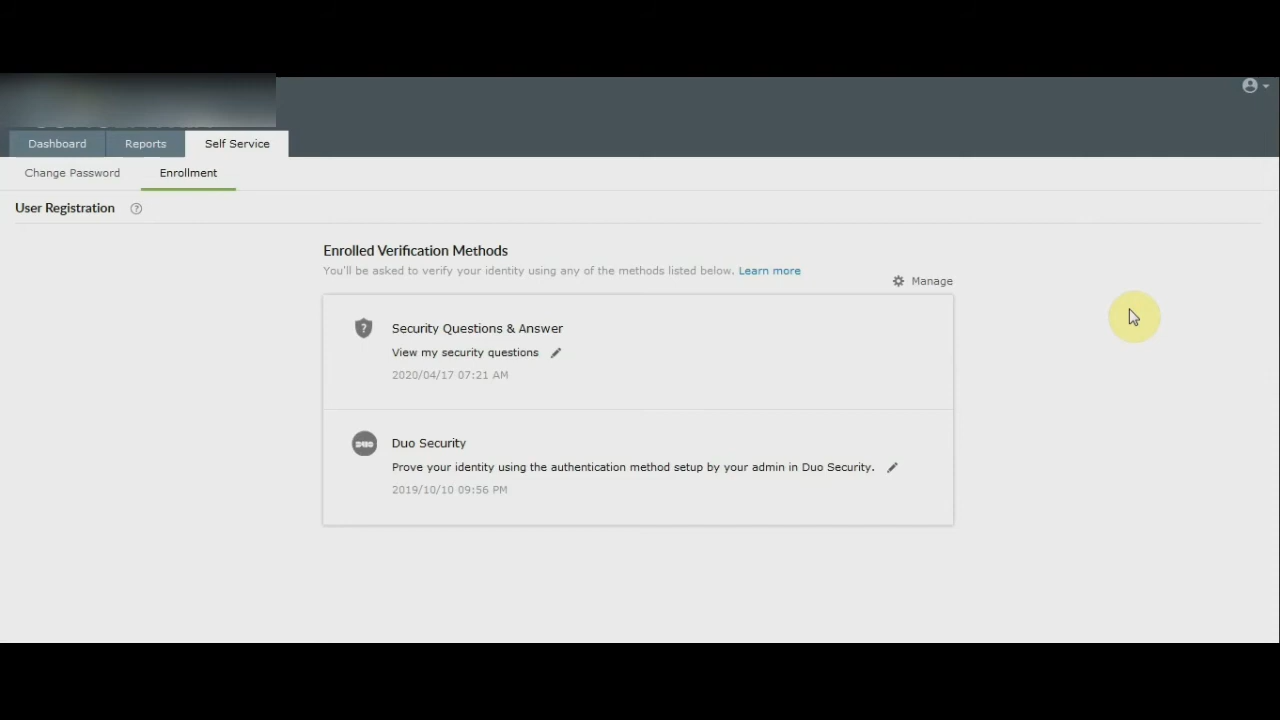 Dashboard Reports Self Service
Change Password Enrollment
User Registration ?
Enrolled Verification Methods
You'll be asked to verify your identity using any of the methods listed below. Learn more
Manage
?
Security Questions & Answer
View my security questions
2020/04/17 07:21 AM
DUO
Duo Security
Prove your identity using the authentication method setup by your admin in Duo Security.
2019/10/10 09:56 PM